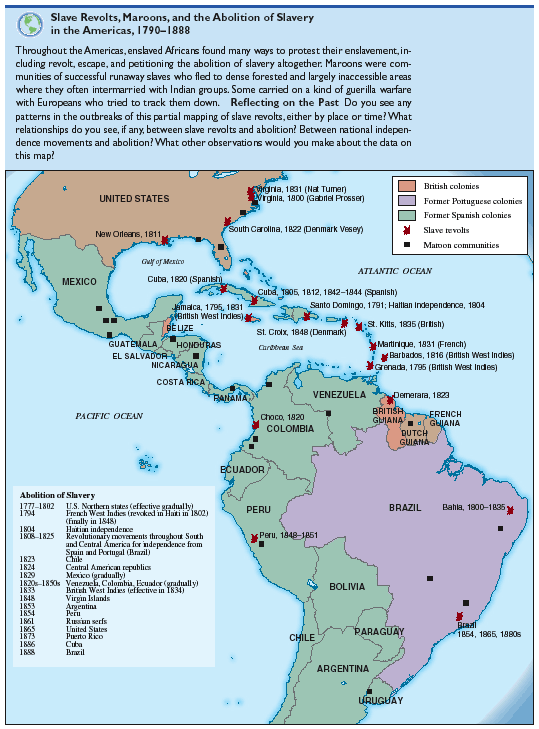 Slave Revolts, Maroons, and the Abolition of Slavery
in the Americas, 1790–1888
Throughout the Americas, enslaved Africans found many ways to protest their enslavement, in-
cluding revolt, escape, and petitioning the abolition of slavery altogether. Maroons were com-
munities of successful runaway slaves who fled to dense forested and largely inaccessible areas
where they often intermarried with Indian groups. Some carried on a kind of guerilla warfare
with Europeans who tried to track them down. Reflecting on the Past Do you see any
patterns in the outbreaks of this partial mapping of slave revolts, either by place or time? What
relationships do you see, if any, between slave revolts and abolition? Between national indepen-
dence movements and abolition? What other observations would you make about the data on
this map?
British colonies
Former Portuguese colonies
Former Spanish colonies
Slave revolts
Maroon communities
UNITED STATES
Virginia, 1831 (Nat Turner)
Virginia, 1800 (Gabriel Prosser)
South Carolina, 1822 (Denmark Vesey)
New Orleans, 1811
Gulf of Mexico
ATLANTIC OCEAN
MEXICO
Cuba, 1820 (Spanish)
Cuba, 1805, 1812, 1842–1844 (Spanish)
Jamaica, 1795, 1831
(British West Indies)
Santo Domingo, 1791; Haitian independence, 1804
BELIZE
St. Croix, 1848 (Denmark)
St. Kitts, 1835 (British)
GUATEMALA
HONDURAS
Caribbean Sea
Martinique, 1831 (French)
EL SALVADOR
Barbados, 1816 (British West Indies)
NICARAGUA
Grenada, 1795 (British West Indies)
COSTA RICA
PANAMA
VENEZUELA
Demerara, 1823
PACIFIC OCEAN
Choco, 1820
COLOMBIA
BRITISH
GUIANA
FRENCH
GUIANA
DUTCH
GUIANA
ECUADOR
PERU
BRAZIL
Bahia, 1800–1835
Peru, 1848–1851
BOLIVIA
Brazil
1854, 1865, 1880s
PARAGUAY
CHILE
ARGENTINA
URUGUAY
Abolition of Slavery
1777–1802 U.S. Northern states (effective gradually)
1794 French West Indies (revoked in Haiti in 1802)
(finally in 1848)
1804 Haitian independence
1808–1825 Revolutionary movements throughout South
and Central America for independence from
Spain and Portugal (Brazil)
1823 Chile
1824 Central American republics
1829 Mexico (gradually)
1820s–1850s Venezuela, Colombia, Ecuador (gradually)
1833 British West Indies (effective in 1834)
1848 Virgin Islands
1853 Argentina
1854 Peru
1861 Russian serfs
1865 United States
1873 Puerto Rico
1886 Cuba
1888 Brazil